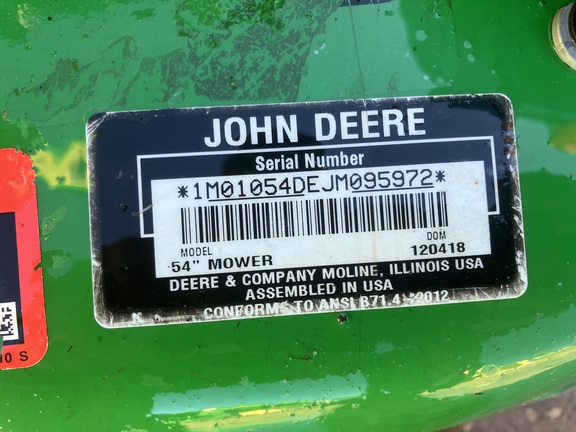 JOHN DEERE
Serial Number
*1M01054DEJM095972*
MODEL DOM
54" MOWER 120418
DEERE & COMPANY MOLINE, ILLINOIS USA
ASSEMBLED IN USA
CONFORMS TO ANSI B71.4 2012
S